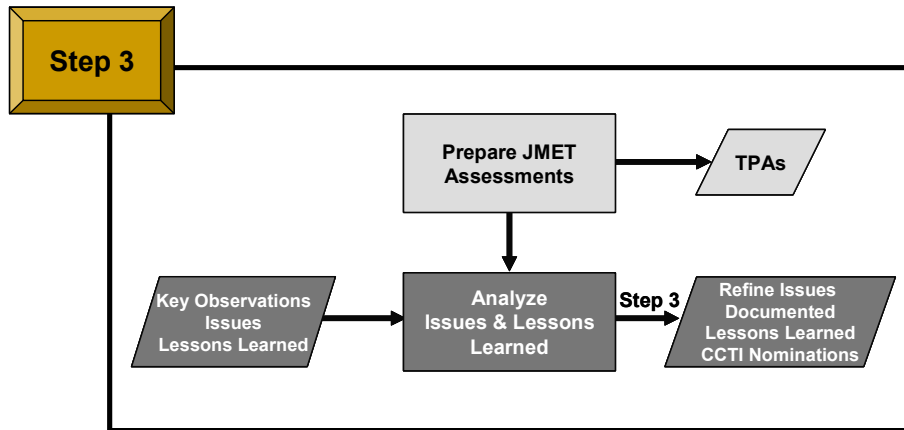 Step 3
Prepare JMET
Assessments
TPAs
Key Observations
Issues
Lessons Learned
Analyze
Issues & Lessons
Learned
Step 3
Refine Issues
Documented
Lessons Learned
CCTI Nominations